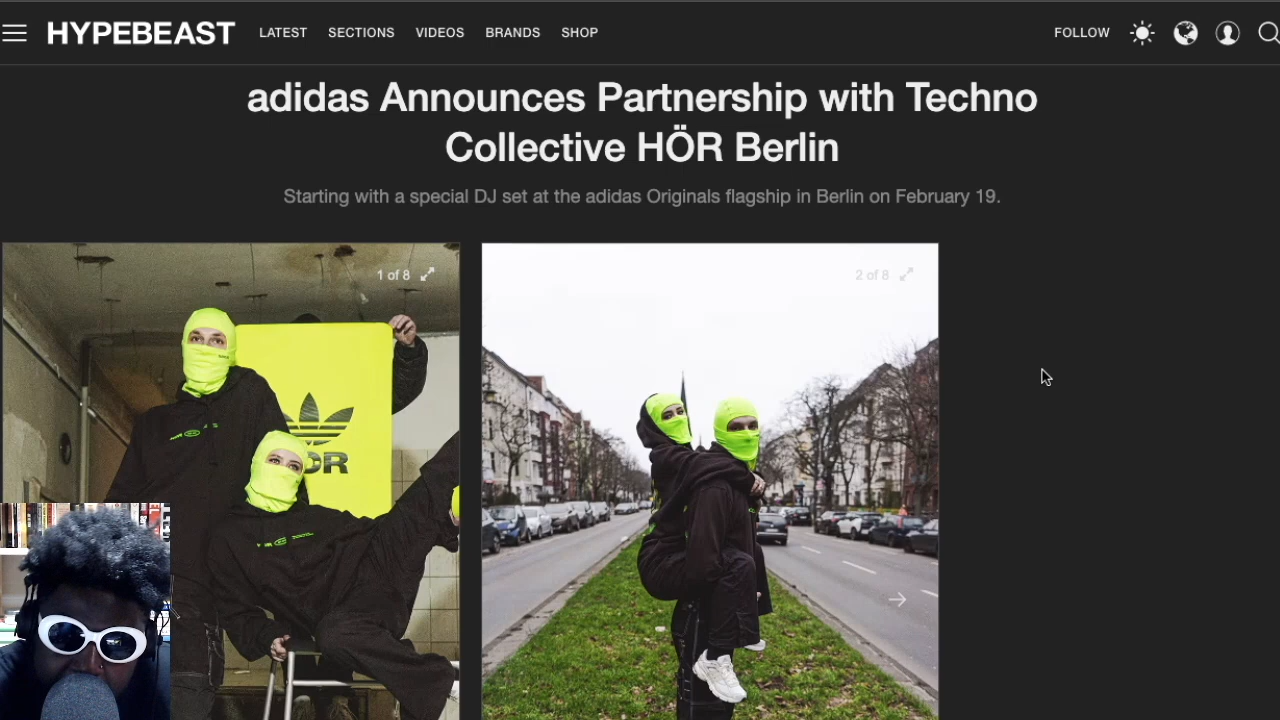 HYPEBEAST
LATEST
SECTIONS
VIDEOS
BRANDS
SHOP
FOLLOW
adidas Announces Partnership with Techno
Collective HÖR Berlin
Starting with a special DJ set at the adidas Originals flagship in Berlin on February 19.
1 of 8
2 of 8